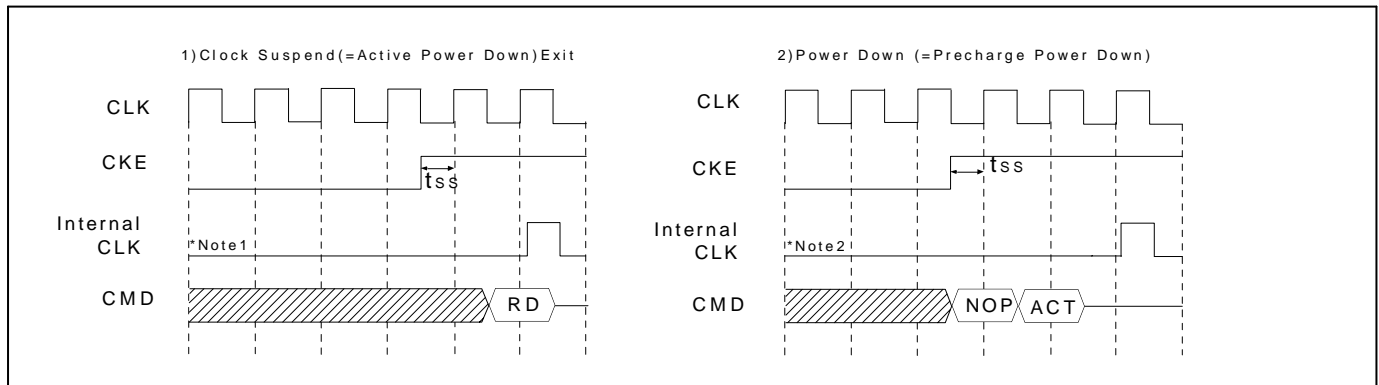 1)Clock Suspend(=Active Power Down)Exit
CLK
CKE
tss
Internal
CLK
*Note1
CMD
RD
2)Power Down (=Precharge Power Down)
CLK
CKE
tss
Internal
CLK
*Note2
CMD
NOP
ACT